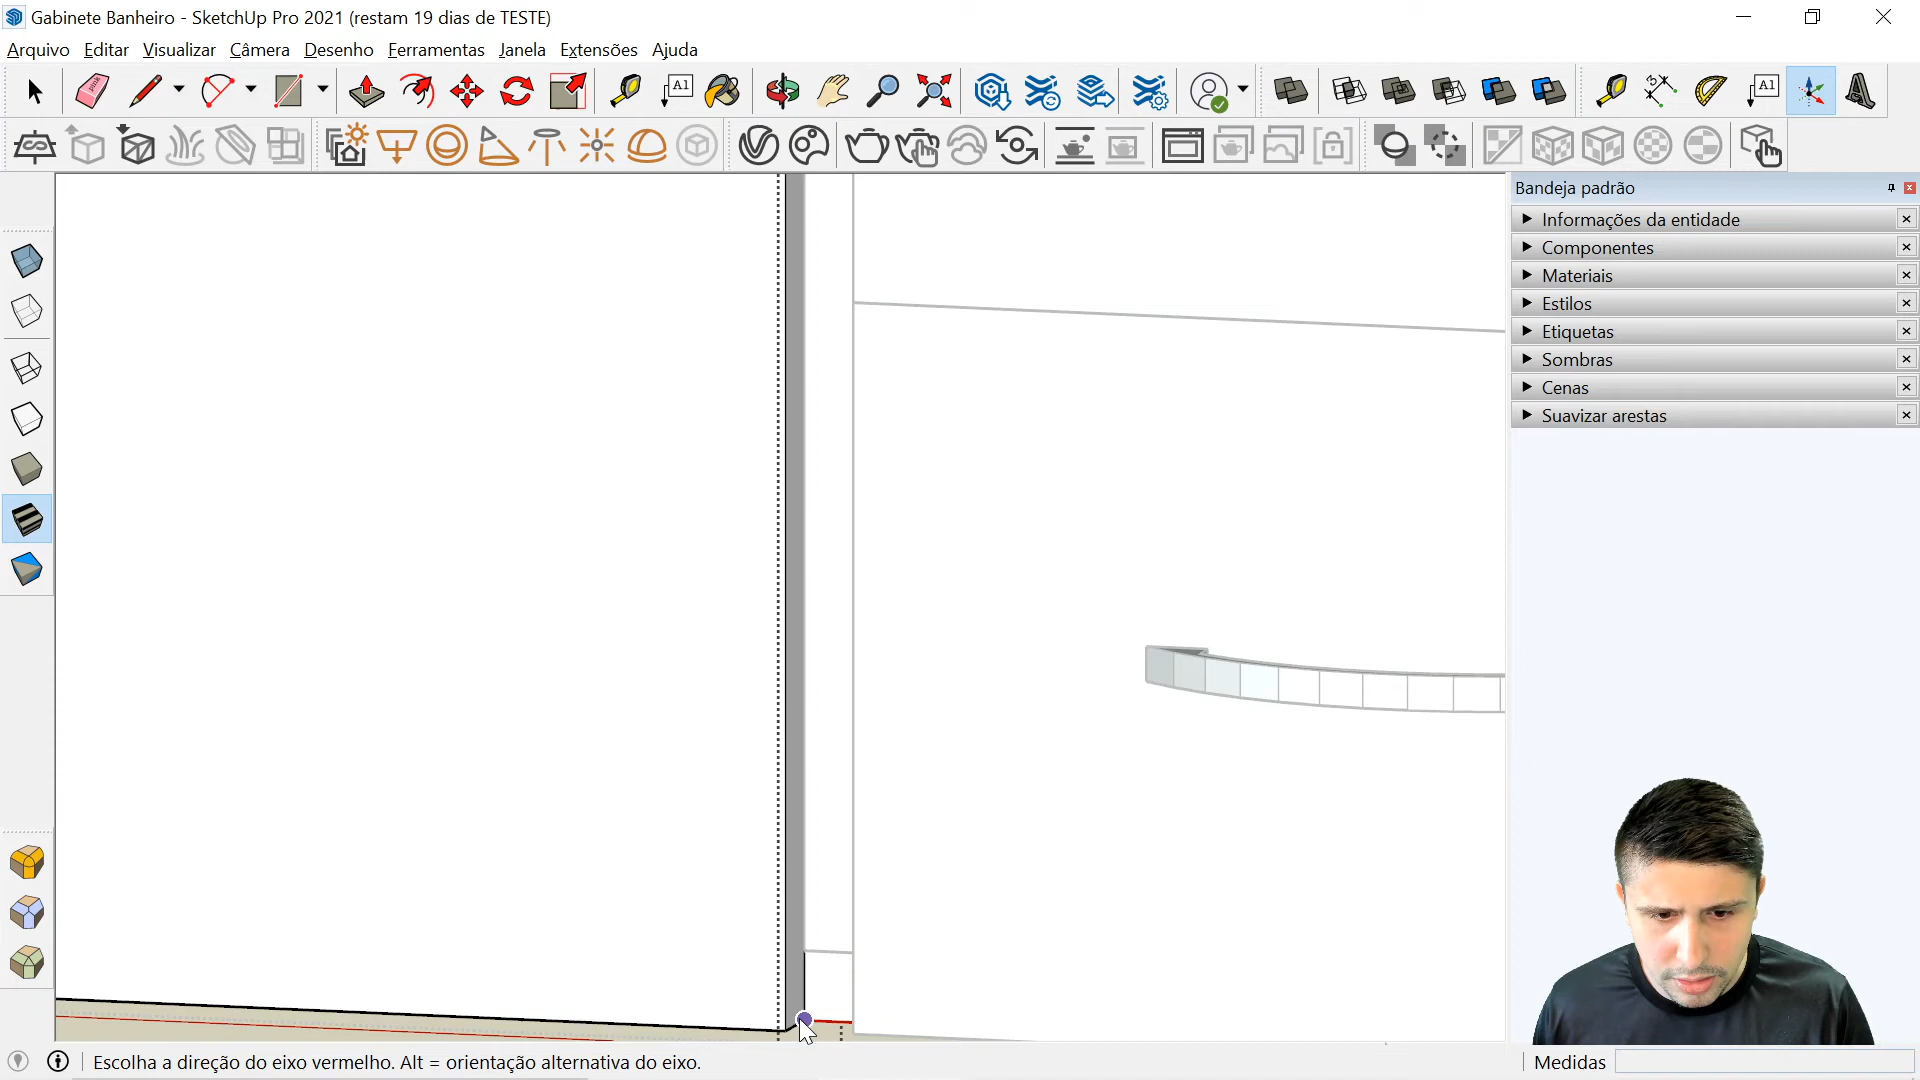 Gabinete Banheiro - SketchUp Pro 2021 (restam 19 dias de TESTE)
Arquivo Editar Visualizar Câmera Desenho Ferramentas Janela Extensões Ajuda
A1
A1
Bandeja padrão
Informações da entidade
Componentes
Materiais
Estilos
Etiquetas
Sombras
Cenas
Suavizar arestas
Escolha a direção do eixo vermelho. Alt = orientação alternativa do eixo.
Medidas